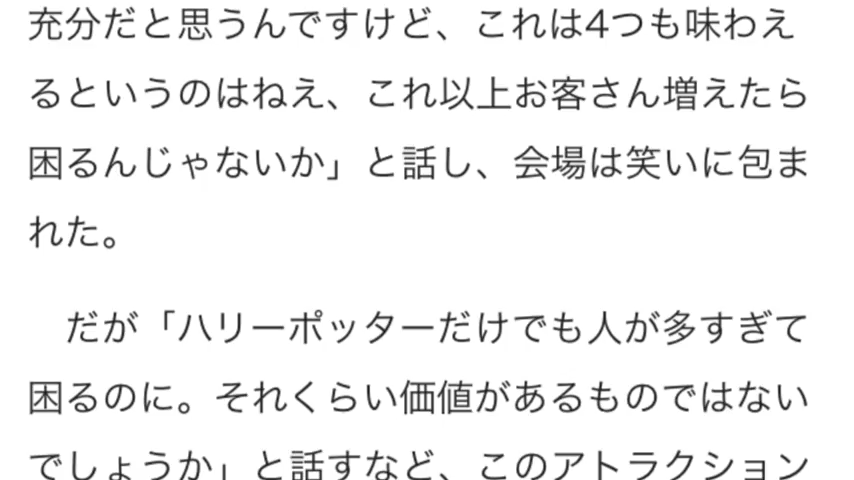 充分だと思うんですけど、これは4つも味わえ
るというのはねえ、これ以上お客さん増えたら
困るんじゃないか」と話し、会場は笑いに包ま
れた。
だが「ハリーポッターだけでも人が多すぎて
困るのに。それくらい価値があるものではない
でしょうか」と話すなど、このアトラクション